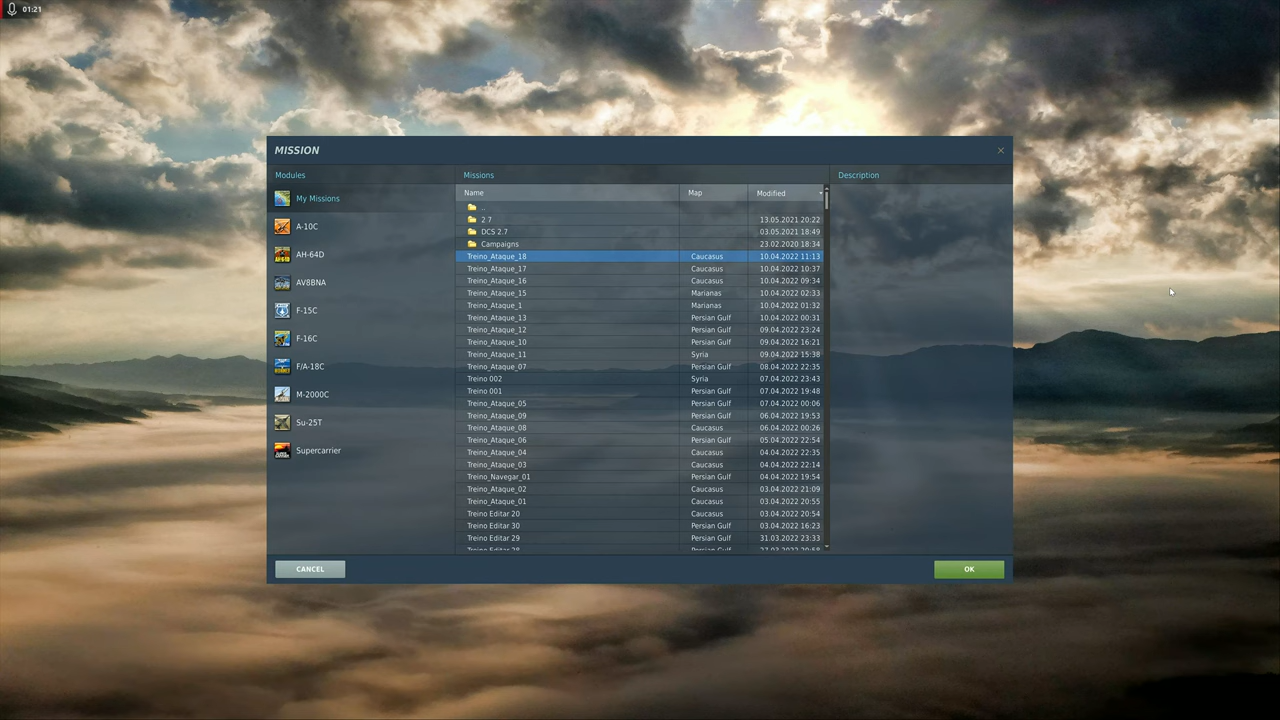 01:21
MISSION
Modules
My Missions
A-10C
AH-64D
AV8BNA
F-15C
F-16C
F/A-18C
M-2000C
Su-25T
Supercarrier
Missions
Name Map Modified
..
2 7 13.05.2021 20:22
DCS 2.7 03.05.2021 18:49
Campaigns 23.02.2020 18:34
Treino_Ataque_18 Caucasus 10.04.2022 11:13
Treino_Ataque_17 Caucasus 10.04.2022 10:37
Treino_Ataque_16 Caucasus 10.04.2022 09:34
Treino_Ataque_15 Marianas 10.04.2022 02:33
Treino_Ataque_1 Marianas 10.04.2022 01:32
Treino_Ataque_13 Persian Gulf 10.04.2022 00:31
Treino_Ataque_12 Persian Gulf 09.04.2022 23:24
Treino_Ataque_10 Persian Gulf 09.04.2022 16:21
Treino_Ataque_11 Syria 09.04.2022 15:38
Treino_Ataque_07 Persian Gulf 08.04.2022 22:35
Treino 002 Syria 07.04.2022 23:43
Treino 001 Persian Gulf 07.04.2022 19:48
Treino_Ataque_05 Persian Gulf 07.04.2022 00:06
Treino_Ataque_09 Persian Gulf 06.04.2022 19:53
Treino_Ataque_08 Caucasus 06.04.2022 00:26
Treino_Ataque_06 Persian Gulf 05.04.2022 22:54
Treino_Ataque_04 Caucasus 04.04.2022 22:35
Treino_Ataque_03 Caucasus 04.04.2022 22:14
Treino_Navegar_01 Persian Gulf 04.04.2022 19:54
Treino_Ataque_02 Caucasus 03.04.2022 21:09
Treino_Ataque_01 Caucasus 03.04.2022 20:55
Treino Editar 20 Caucasus 03.04.2022 20:54
Treino Editar 30 Persian Gulf 03.04.2022 16:23
Treino Editar 29 Persian Gulf 31.03.2022 23:33
Treino Editar 28 Persian Gulf 27.03.2022 20:58
Description
CANCEL
OK